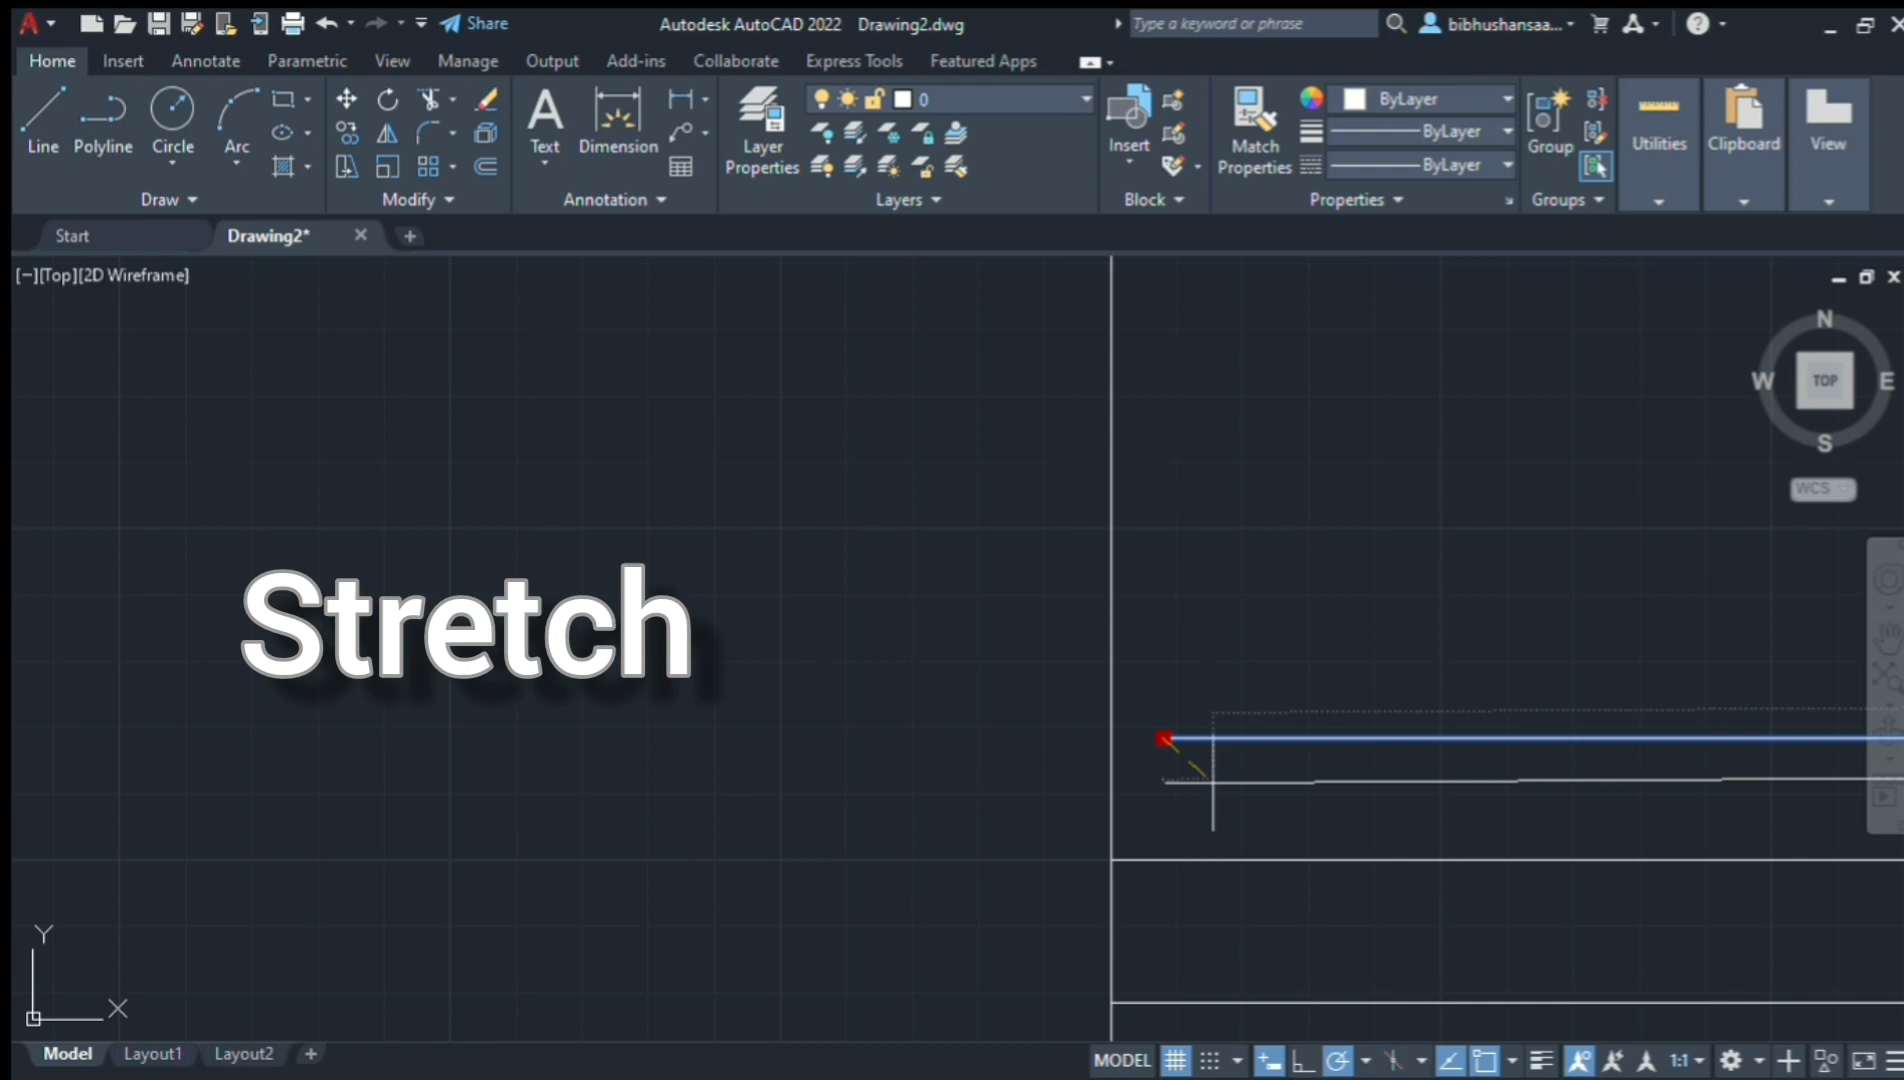 Share
Autodesk AutoCAD 2022 Drawing2.dwg
Type a keyword or phrase
bibhushansaa...
Home Insert Annotate Parametric View Manage Output Add-ins Collaborate Express Tools Featured Apps
Line Polyline Circle Arc
Text Dimension
Layer Properties
0
Insert
Match Properties
ByLayer
ByLayer
ByLayer
Group
Utilities Clipboard View
Draw Modify Annotation Layers Block Properties Groups
Start Drawing2* +
[−][Top][2D Wireframe]
N
W TOP E
S
WCS
Stretch
Y
X
Model Layout1 Layout2 +
MODEL 1:1